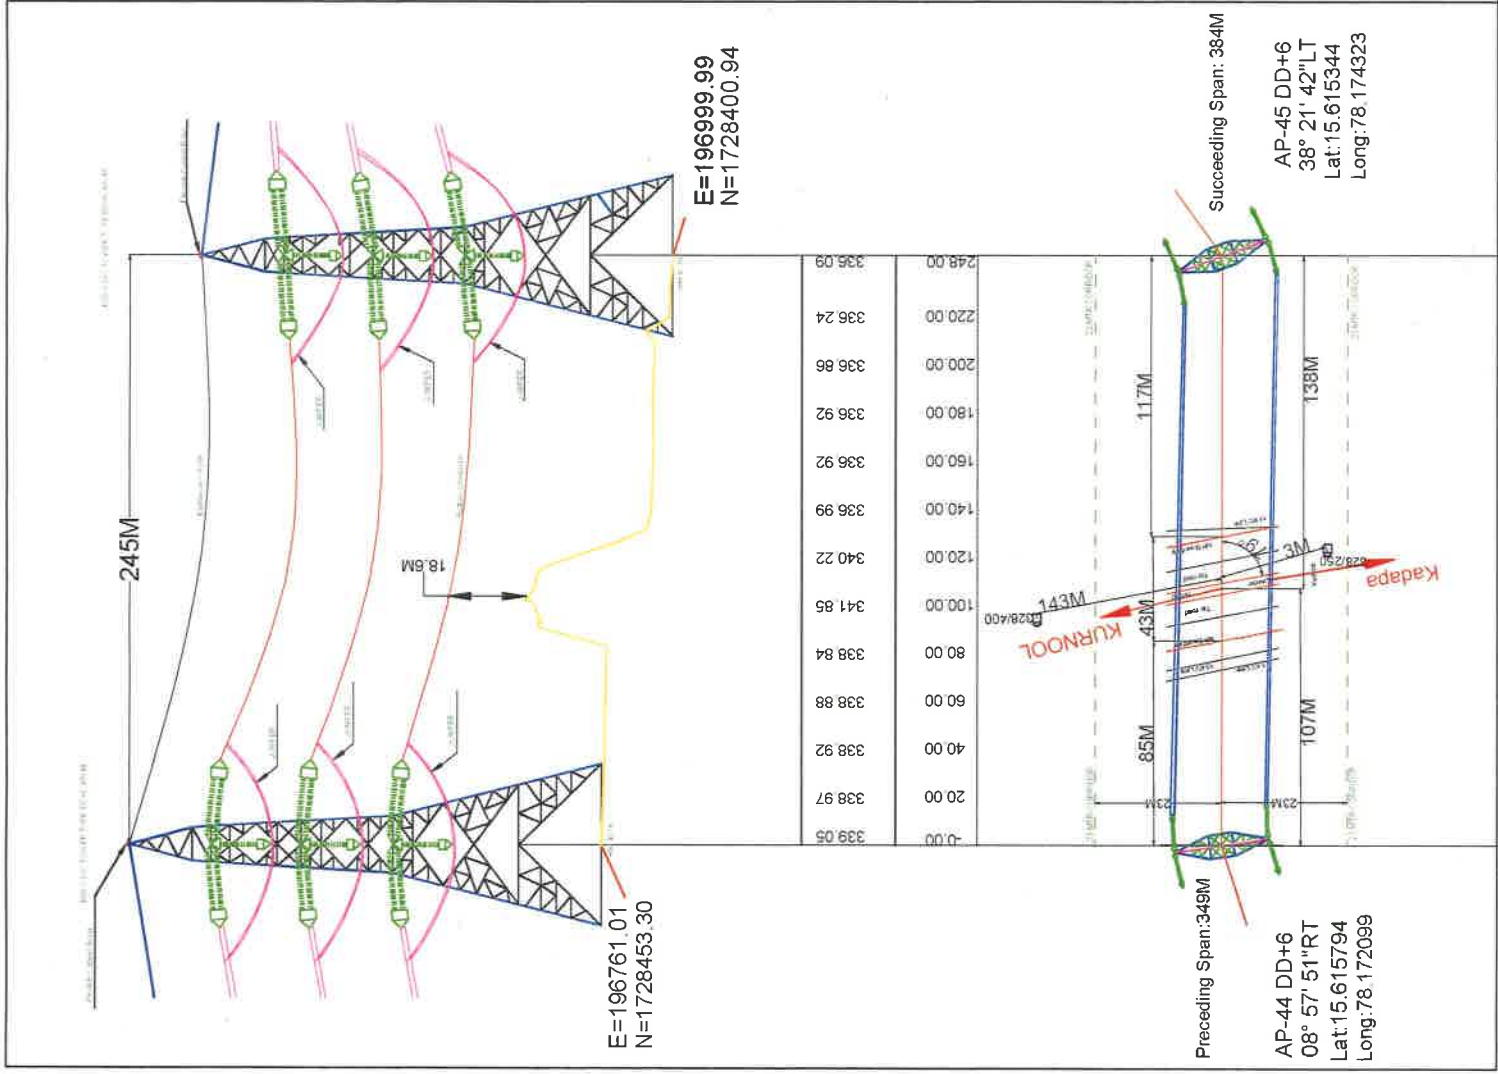 245M
18.6M
E=196761.01
N=1728453.30
E=196999.99
N=1728400.94
339.05
338.97
338.92
338.88
338.84
341.85
340.22
336.99
336.92
336.92
336.86
336.24
336.09
-0.00
20.00
40.00
60.00
80.00
100.00
120.00
140.00
160.00
180.00
200.00
220.00
248.00
328/400
143M
KURNOOL
85M
43M
117M
Tar road
3M
23M
23M
107M
138M
Kadapa
Preceding Span:349M
AP-44 DD+6
08° 57' 51"RT
Lat:15.615794
Long:78.172099
Succeeding Span: 384M
AP-45 DD+6
38° 21' 42"LT
Lat:15.615344
Long:78.174323